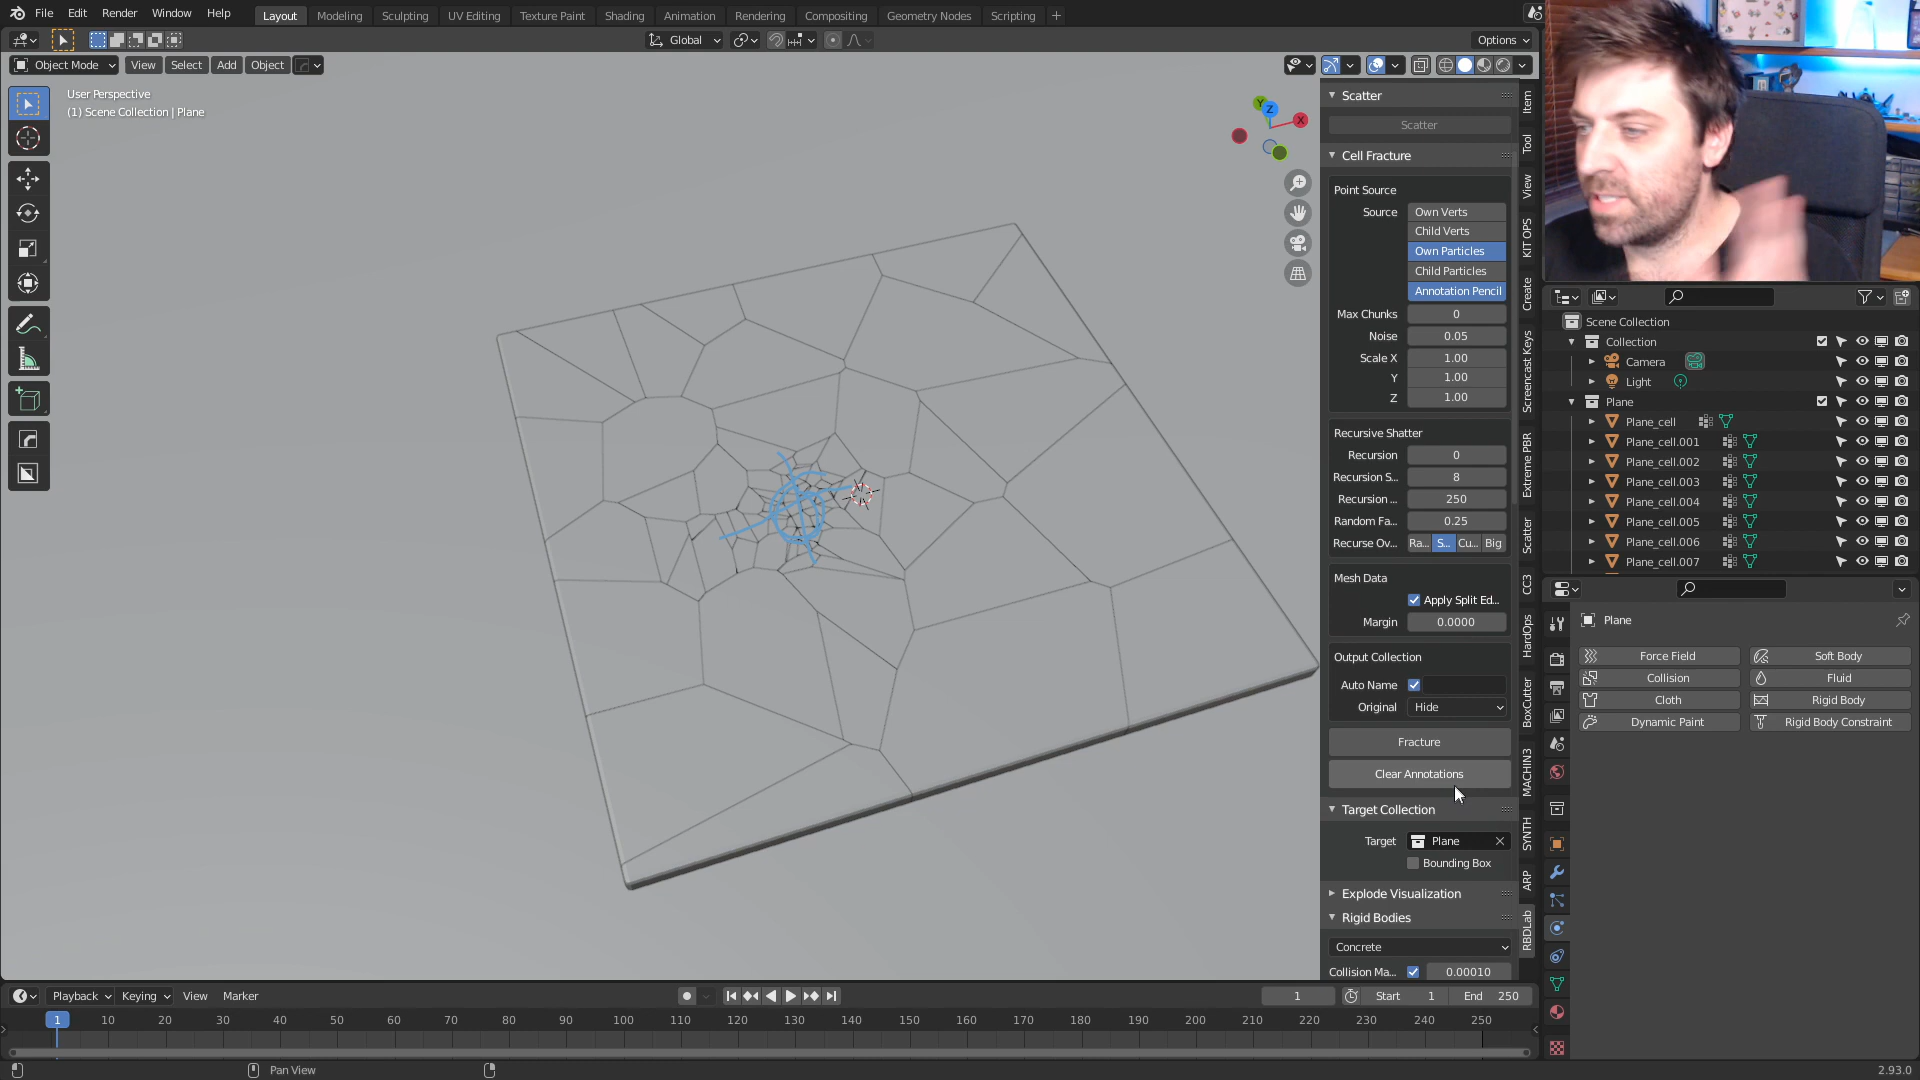 File Edit Render Window Help
Layout Modeling Sculpting UV Editing Texture Paint Shading Animation Rendering Compositing Geometry Nodes Scripting +
Global
Options
Object Mode View Select Add Object
User Perspective
(1) Scene Collection | Plane
Y
Z
X
Scatter
Scatter
Cell Fracture
Point Source
Source Own Verts
Child Verts
Own Particles
Child Particles
Annotation Pencil
Max Chunks 0
Noise 0.05
Scale X 1.00
Y 1.00
Z 1.00
Recursive Shatter
Recursion 0
Recursion S... 8
Recursion ... 250
Random Fa... 0.25
Recurse Ov... Ra... S... Cu... Big
Mesh Data
Apply Split Ed...
Margin 0.0000
Output Collection
Auto Name
Original Hide
Fracture
Clear Annotations
Target Collection
Target Plane
Bounding Box
Explode Visualization
Rigid Bodies
Concrete
Collision Ma... 0.00010
Item
Tool
View
KIT OPS
Create
Screencast Keys
Extreme PBR
Scatter
CC3
HardOps
BoxCutter
MACHIN3
SYNTH
ARP
RBDLab
Scene Collection
Collection
Camera
Light
Plane
Plane_cell
Plane_cell.001
Plane_cell.002
Plane_cell.003
Plane_cell.004
Plane_cell.005
Plane_cell.006
Plane_cell.007
Plane
Force Field Soft Body
Collision Fluid
Cloth Rigid Body
Dynamic Paint Rigid Body Constraint
Playback Keying View Marker
1 Start 1 End 250
1 10 20 30 40 50 60 70 80 90 100 110 120 130 140 150 160 170 180 190 200 210 220 230 240 250
Pan View
2.93.0